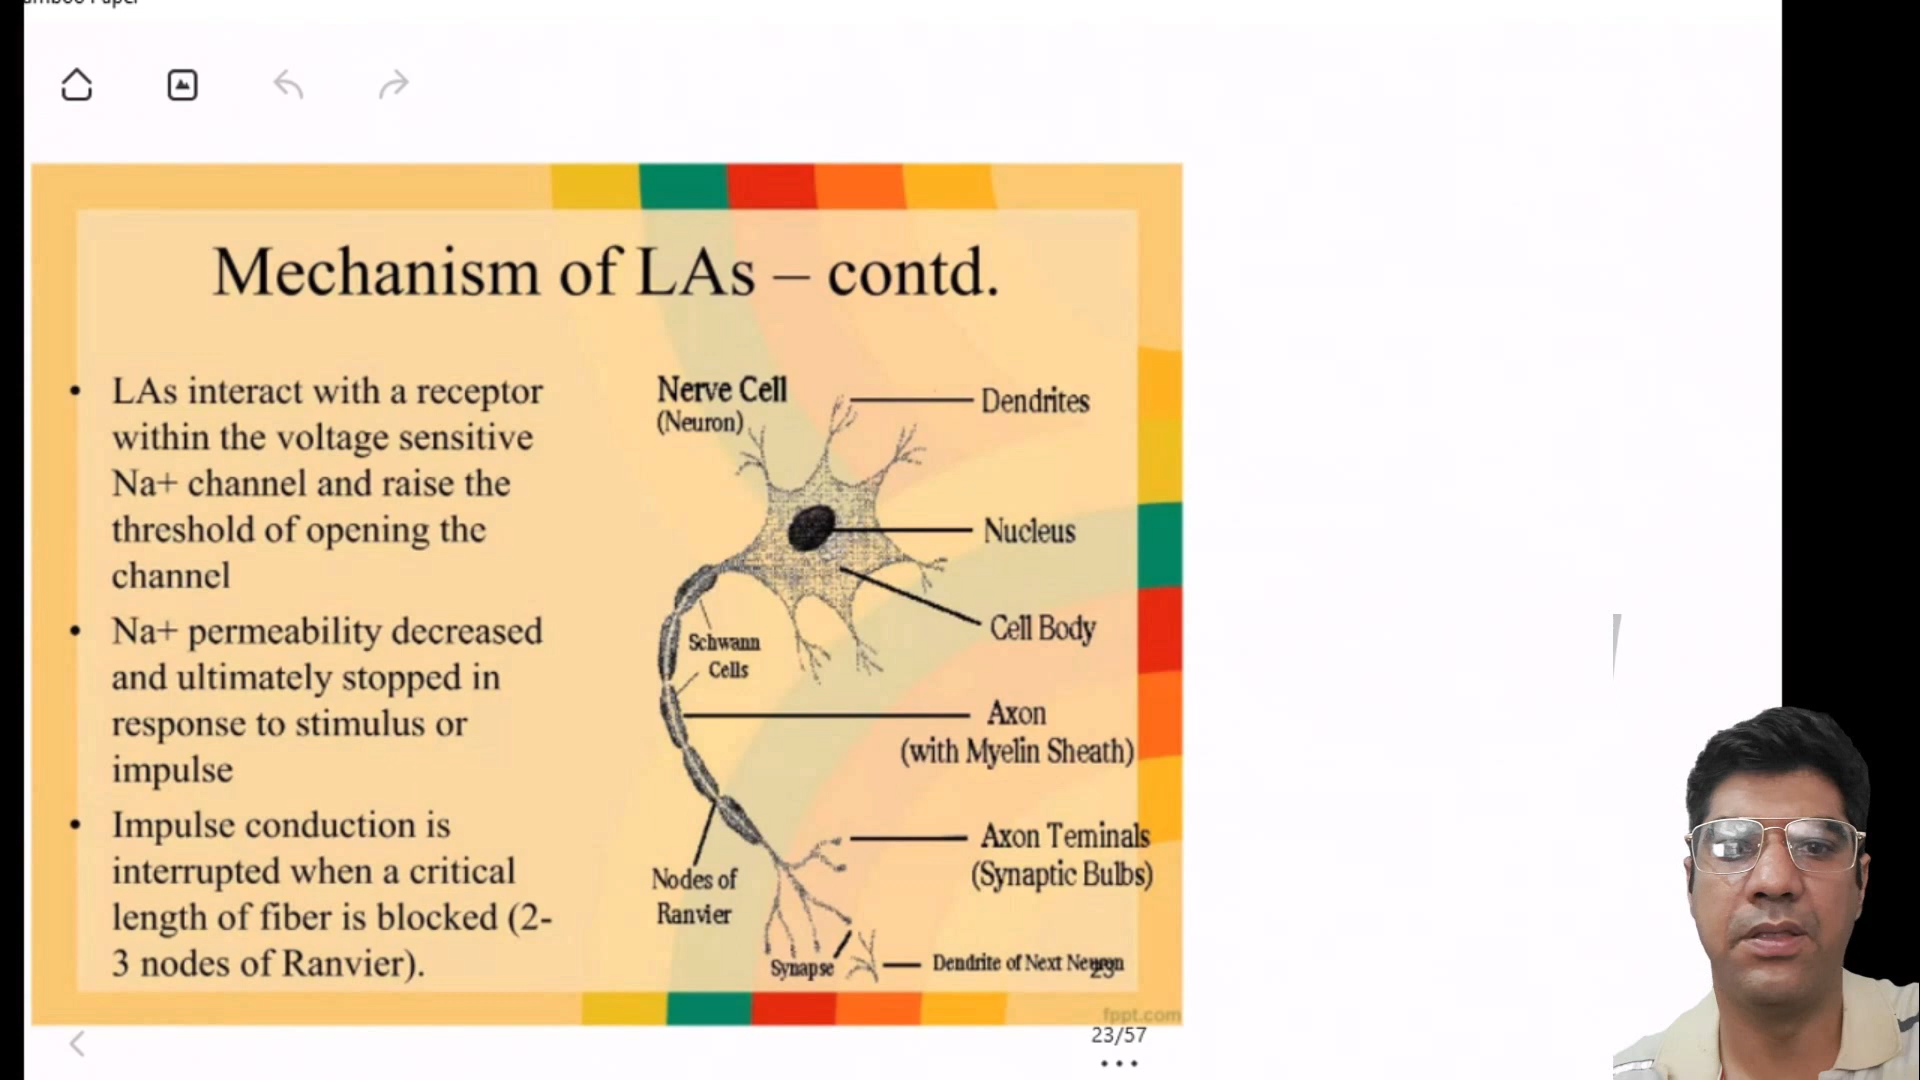 Mechanism of LAs – contd.
• LAs interact with a receptor
within the voltage sensitive
Na+ channel and raise the
threshold of opening the
channel
• Na+ permeability decreased
and ultimately stopped in
response to stimulus or
impulse
• Impulse conduction is
interrupted when a critical
length of fiber is blocked (2-
3 nodes of Ranvier).
Nerve Cell
(Neuron)
Dendrites
Nucleus
Cell Body
Schwann
Cells
Axon
(with Myelin Sheath)
Axon Teminals
(Synaptic Bulbs)
Nodes of
Ranvier
Synapse
Dendrite of Next Neuron
23
fppt.com
23/57